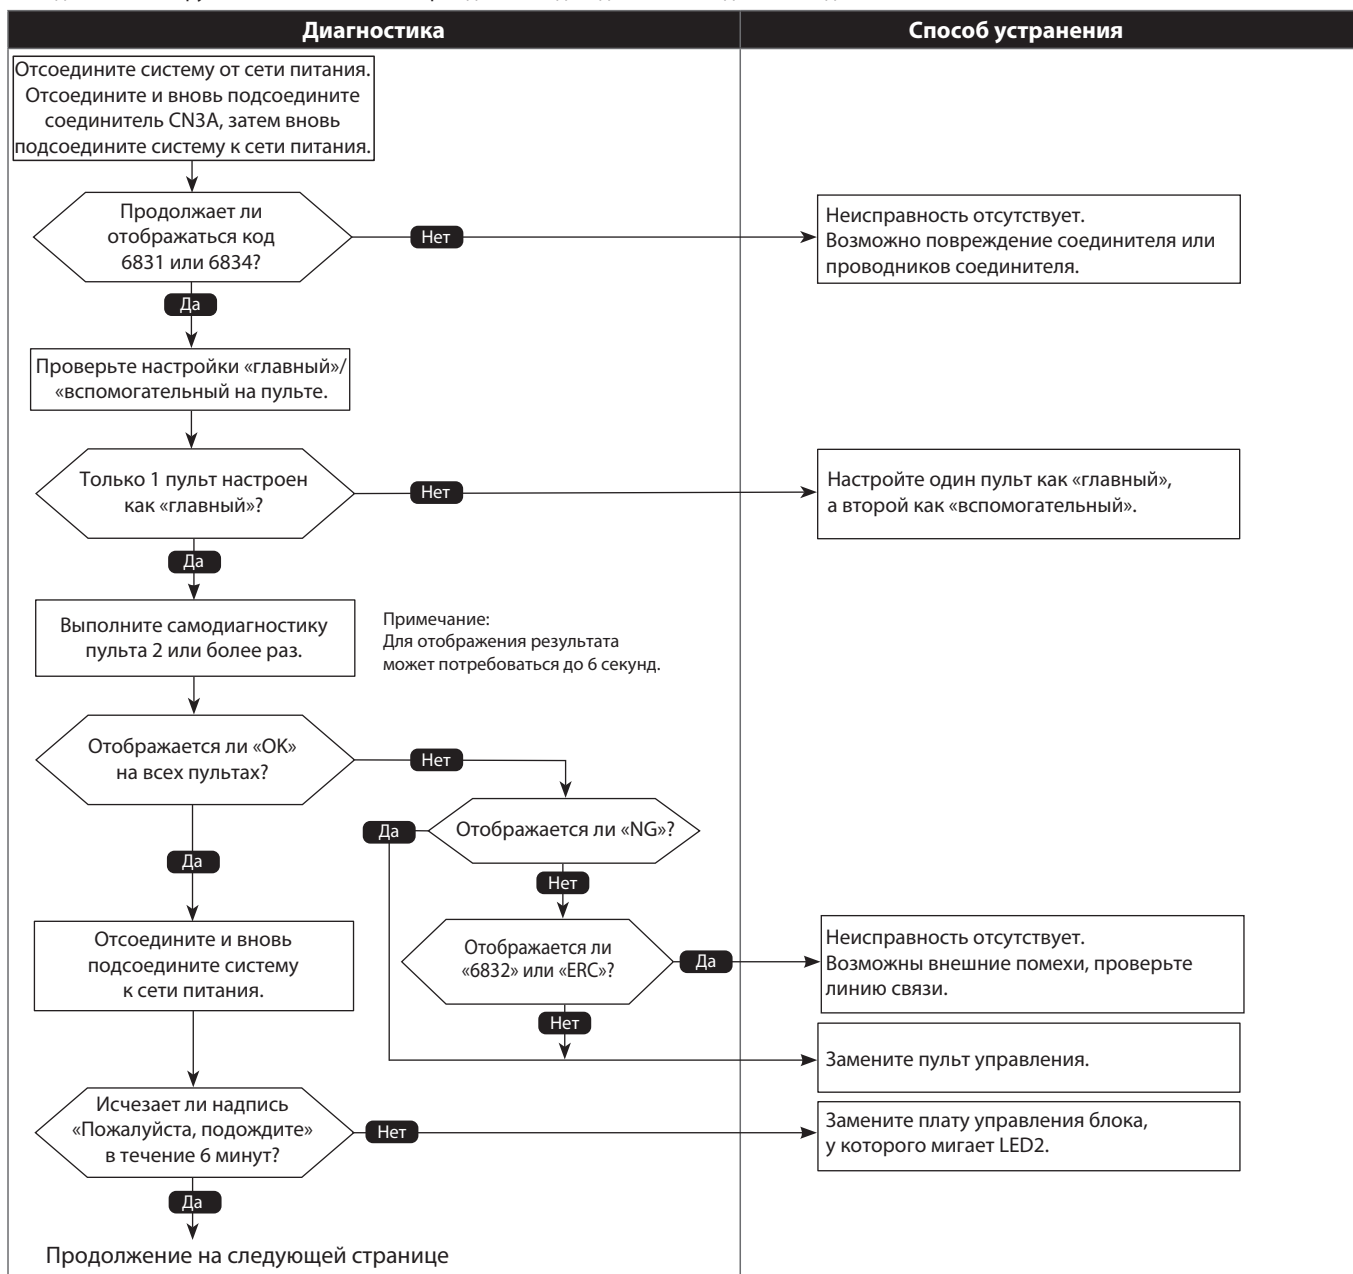 Диагностика
Способ устранения
Отсоедините систему от сети питания.
Отсоедините и вновь подсоедините
соединитель CN3A, затем вновь
подсоедините систему к сети питания.
Продолжает ли
отображаться код
6831 или 6834?
Нет
Неисправность отсутствует.
Возможно повреждение соединителя или
проводников соединителя.
Да
Проверьте настройки «главный»/
«вспомогательный на пульте.
Только 1 пульт настроен
как «главный»?
Нет
Настройте один пульт как «главный»,
а второй как «вспомогательный».
Да
Выполните самодиагностику
пульта 2 или более раз.
Примечание:
Для отображения результата
может потребоваться до 6 секунд.
Отображается ли «OK»
на всех пультах?
Нет
Отображается ли «NG»?
Да
Да
Нет
Отсоедините и вновь
подсоедините систему
к сети питания.
Отображается ли
«6832» или «ERC»?
Да
Неисправность отсутствует.
Возможны внешние помехи, проверьте
линию связи.
Нет
Замените пульт управления.
Исчезает ли надпись
«Пожалуйста, подождите»
в течение 6 минут?
Нет
Замените плату управления блока,
у которого мигает LED2.
Да
Продолжение на следующей странице